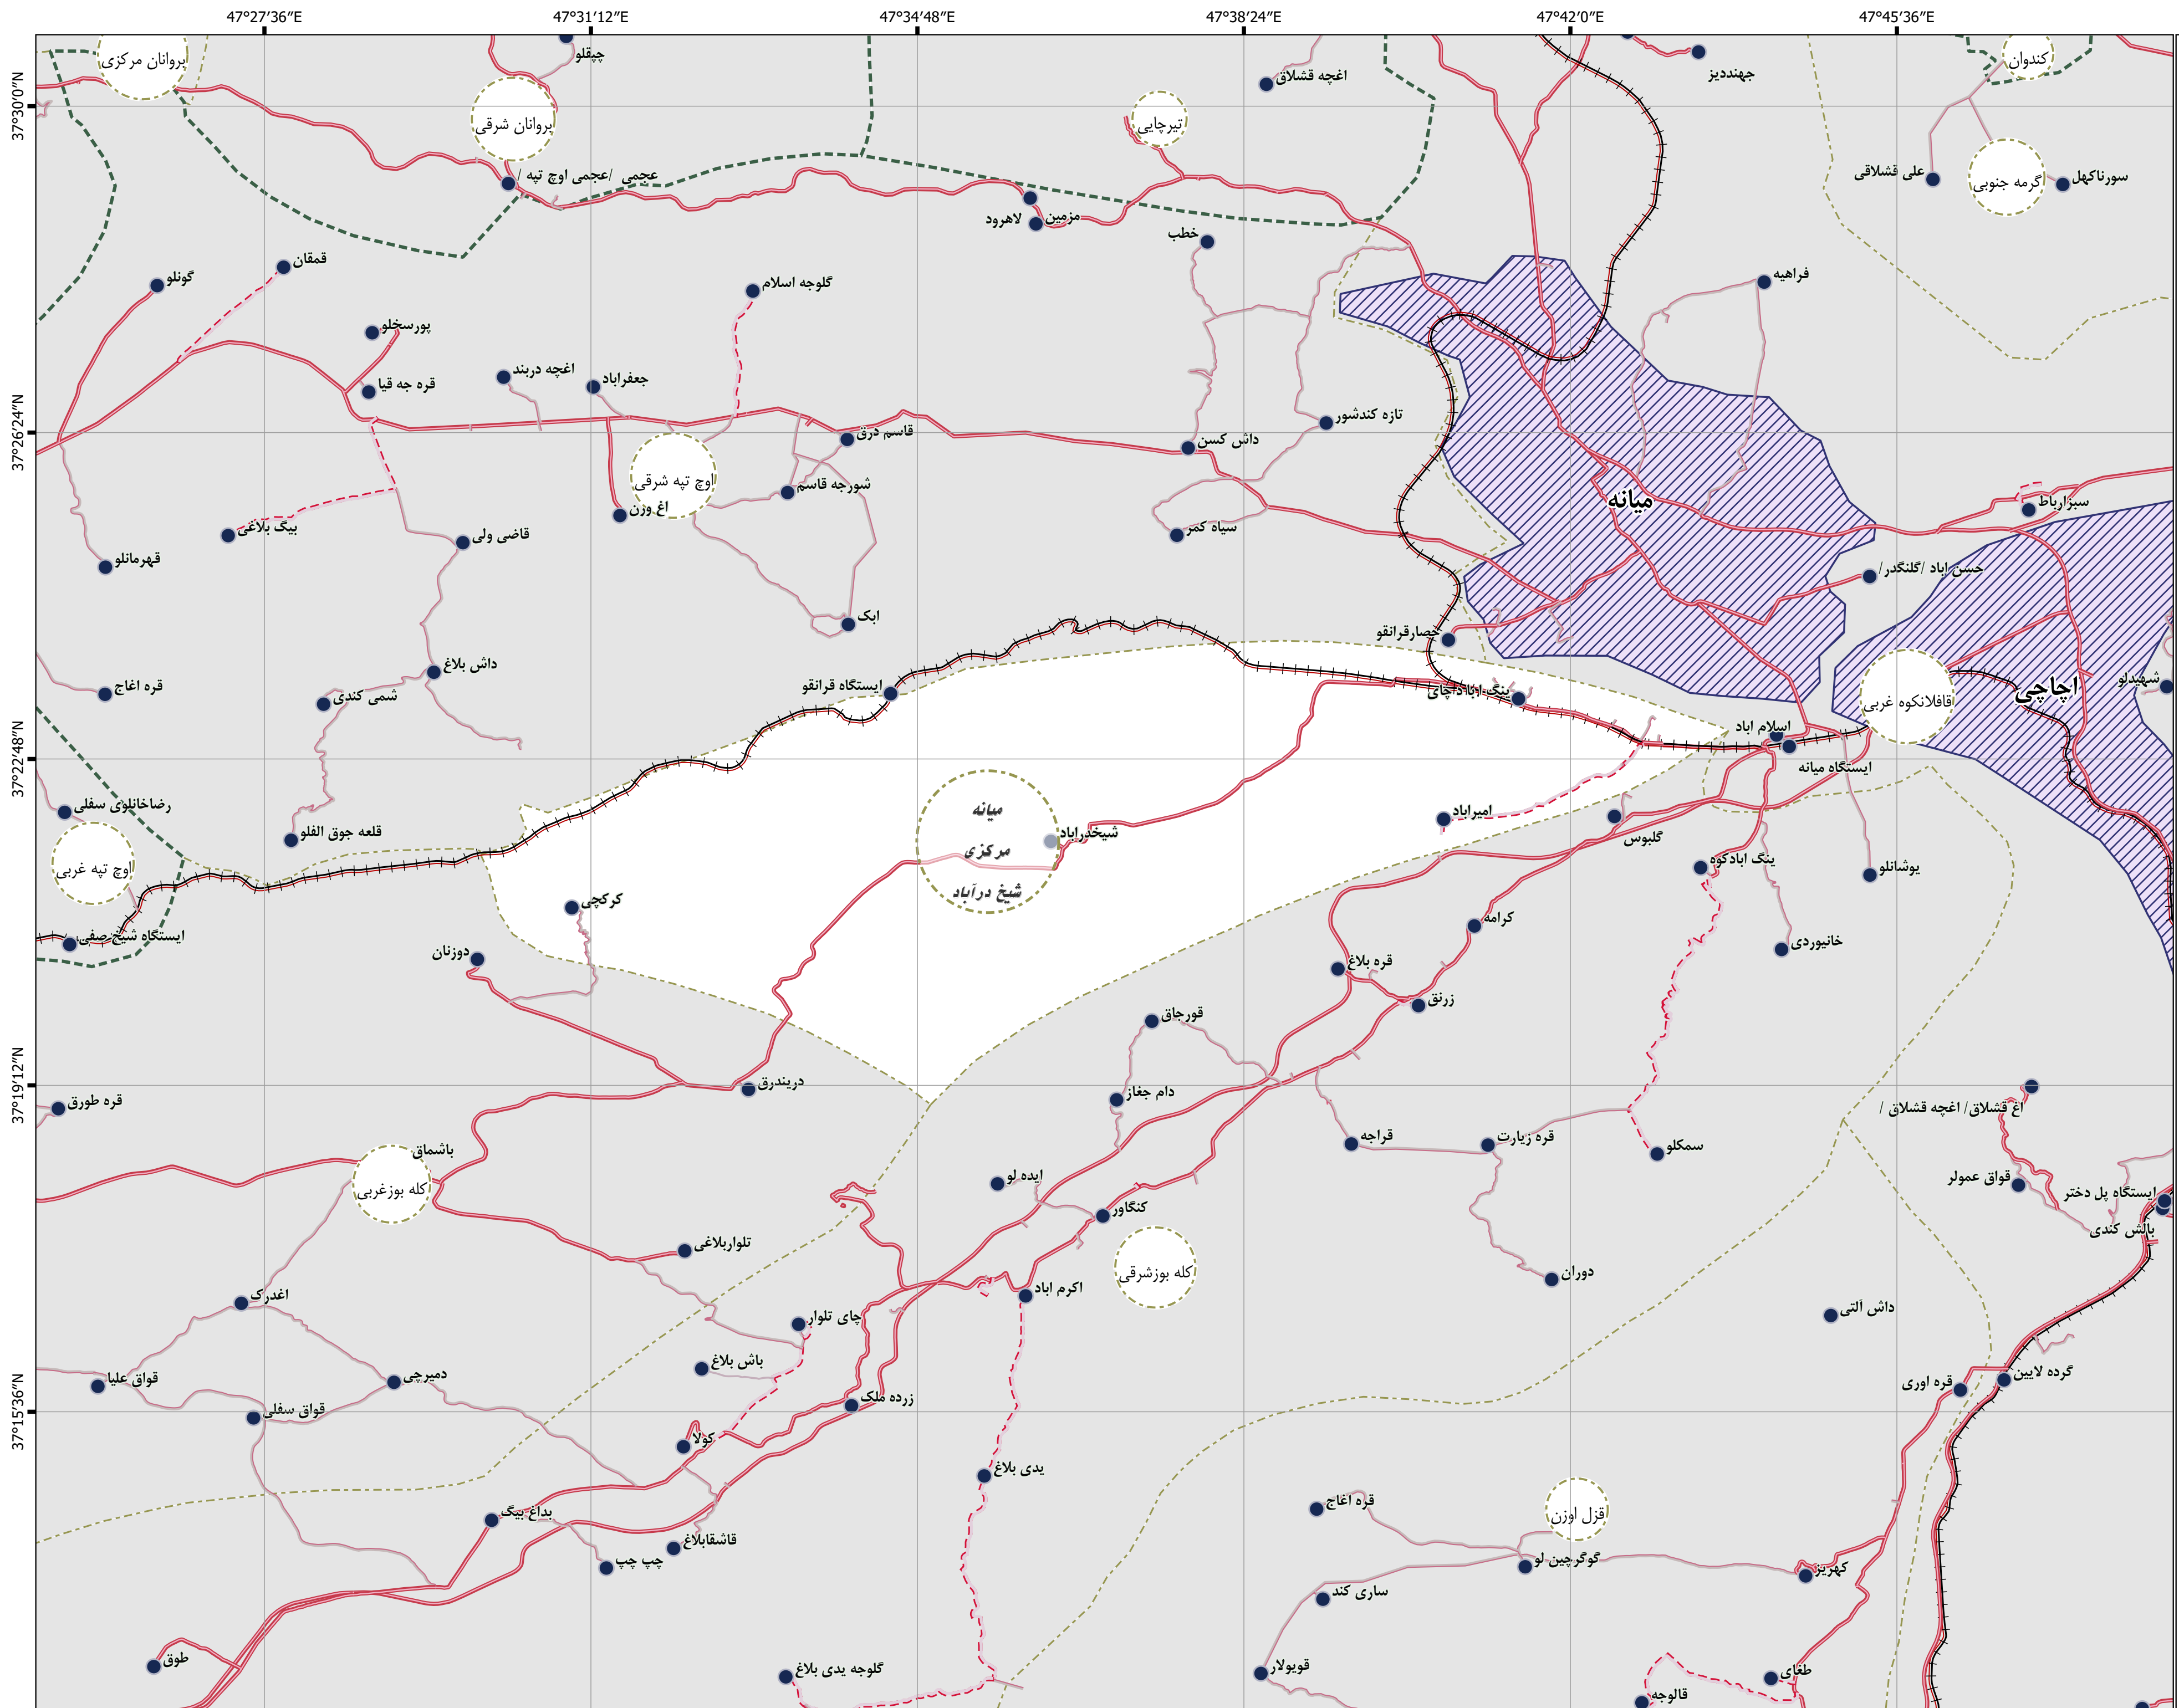 47°27'36"E
47°31'12"E
47°34'48"E
47°38'24"E
47°42'0"E
47°45'36"E
37°30'0"N
37°26'24"N
37°22'48"N
37°19'12"N
37°15'36"N
بروانان مرکزی
چپقلو
اغچه قشلاق
جهنددیز
کندوان
بروانان شرقی
تیرچایی
علی قشلاقی
گرمه جنوبی
سورناکهل
عجمی /عجمی اوچ تپه /
مزمین
لاهرود
خطب
قمقان
گونلو
گلوجه اسلام
فراهیه
پورسخلو
قره جه قیا
اغچه دربند
جعفراباد
تازه کندشور
قاسم درق
داش کسن
اوچ تپه شرقی
شورجه قاسم
اغ وزن
میانه
سبزارباط
بیگ بلاغی
قاضی ولی
سیاه کمر
قهرمانلو
حسن اباد /گلنگدر/
ابک
حصارقرانقو
داش بلاغ
قره اغاج
شمی کندی
ایستگاه قرانقو
ینگ اباد چای
قافلانکوه غربی
اچاچی
شهیدلو
اسلام اباد
ایستگاه میانه
رضاخانلوی سفلی
قلعه جوق الفلو
میانه
مرکزی
شیخ درآباد
شیخدراباد
امیراباد
گلبوس
اوچ تپه غربی
ینگ ابادکوه
یوشانلو
کرکچی
کرامه
ایستگاه شیخ صفی
دوزنان
قره بلاغ
خانیوردی
زرنق
قورجاق
دریندرق
دام جغاز
قره طورق
اغ قشلاق/ اغچه قشلاق /
باشماق
کله بوزغربی
قراجه
قره زیارت
سمکلو
ایده لو
قواق عمولر
ایستگاه پل دختر
کنگاور
بالش کندی
تلواربلاغی
کله بوزشرقی
دوران
اغدرک
اکرم اباد
چای تلوار
داش آلتی
باش بلاغ
قواق علیا
دمیرچی
گرده لایین
قره اوری
قواق سفلی
زرده ملک
کولا
یدی بلاغ
قره اغاج
قزل اوزن
بداغ بیگ
قاشقابلاغ
چپ چپ
گوگرچین لو
کهریز
ساری کند
طوق
گلوجه یدی بلاغ
قویولار
طغای
قالوجه